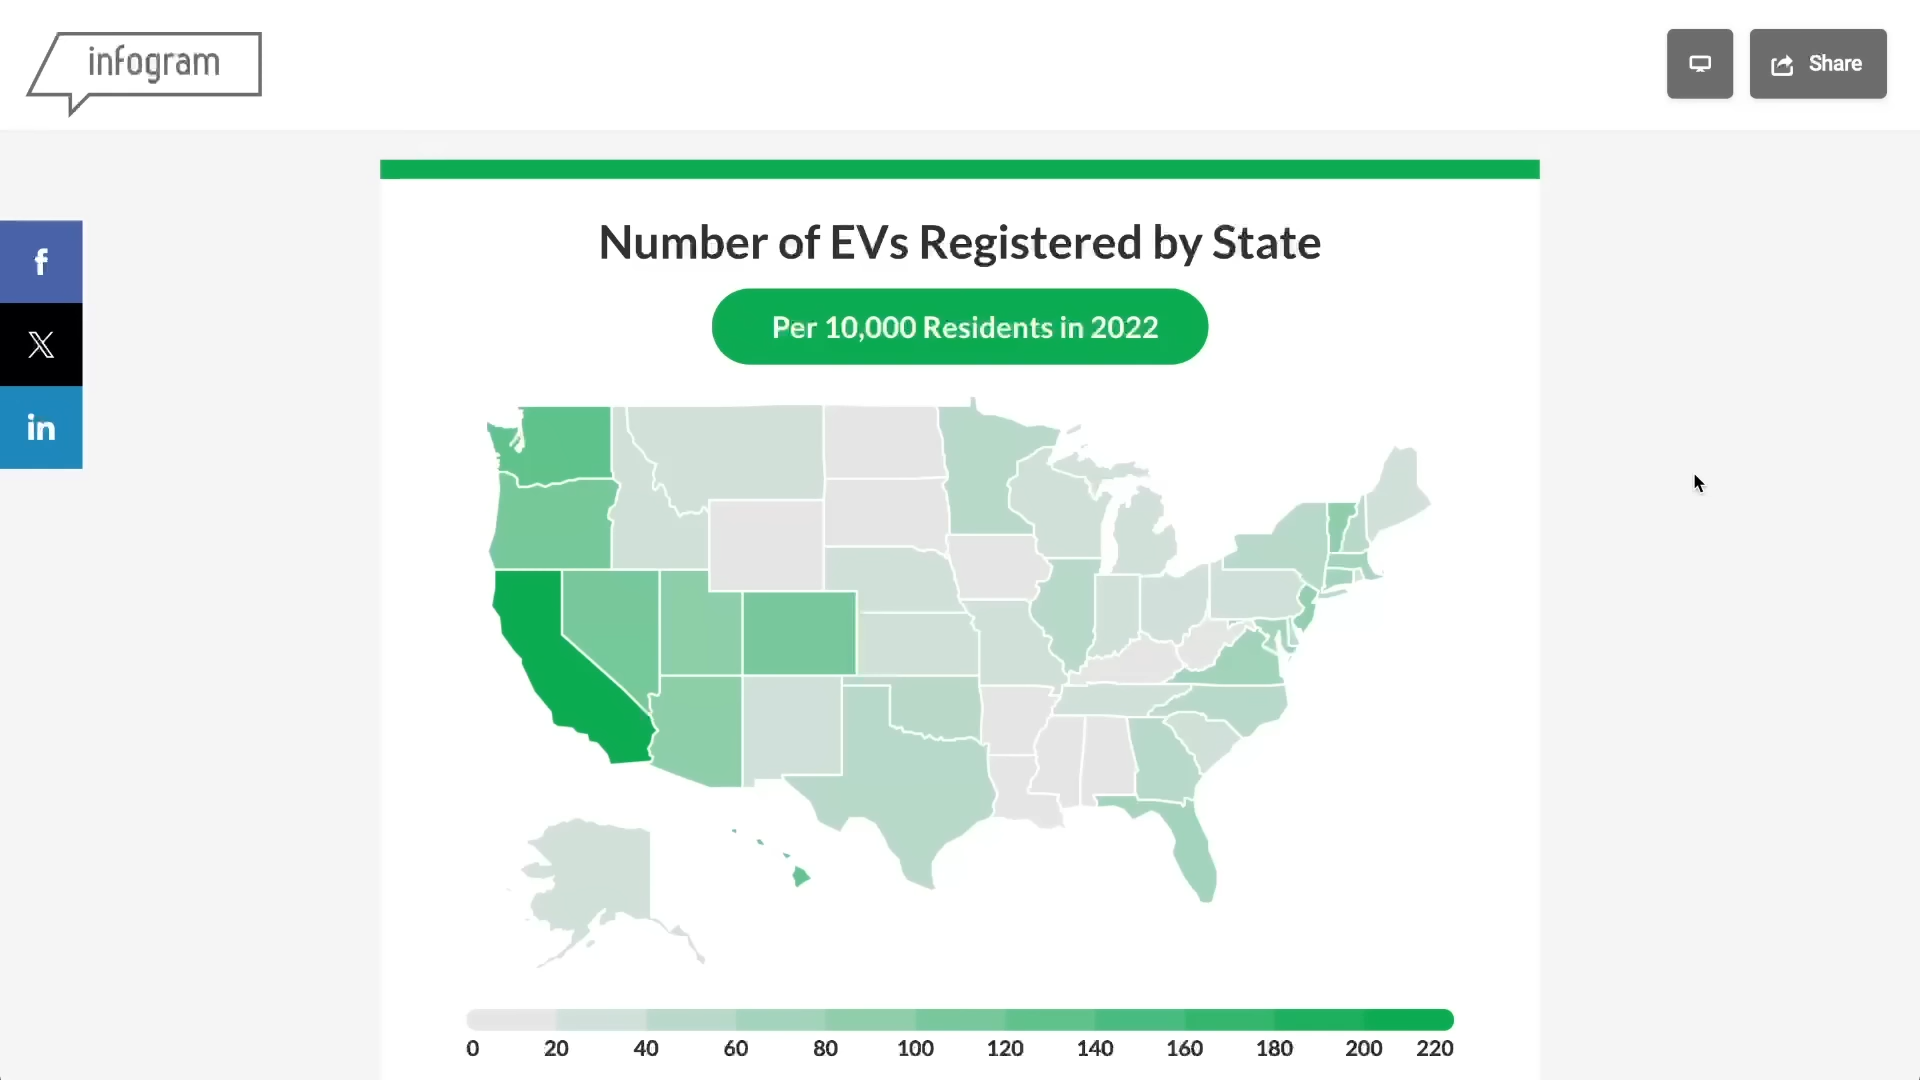 infogram
Share
f
X
in
Number of EVs Registered by State
Per 10,000 Residents in 2022
0 20 40 60 80 100 120 140 160 180 200 220